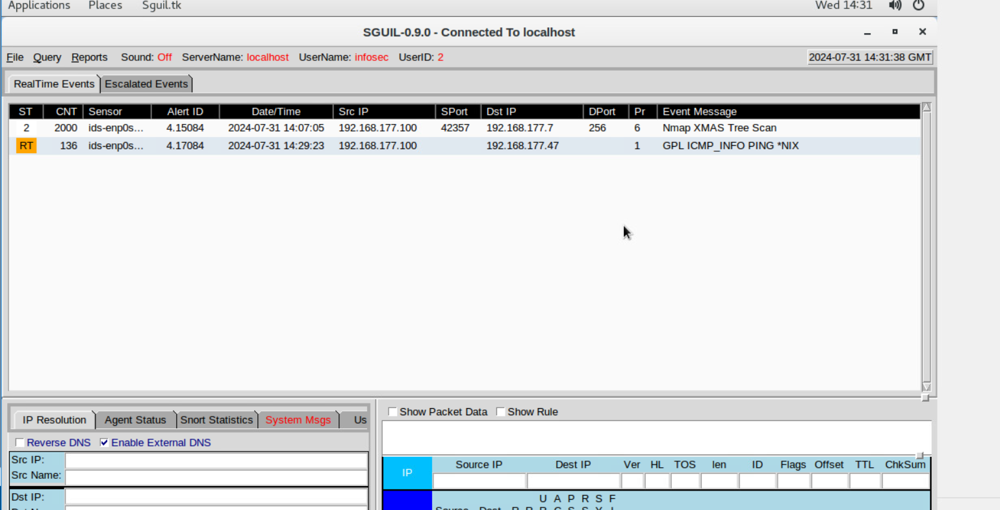 Applications Places Sguil.tk Wed 14:31
SGUIL-0.9.0 - Connected To localhost
File Query Reports Sound: Off ServerName: localhost UserName: infosec UserID: 2 2024-07-31 14:31:38 GMT
RealTime Events Escalated Events
ST CNT Sensor Alert ID Date/Time Src IP SPort Dst IP DPort Pr Event Message
2 2000 ids-enp0s... 4.15084 2024-07-31 14:07:05 192.168.177.100 42357 192.168.177.7 256 6 Nmap XMAS Tree Scan
RT 136 ids-enp0s... 4.17084 2024-07-31 14:29:23 192.168.177.100 192.168.177.47 1 GPL ICMP_INFO PING *NIX
IP Resolution Agent Status Snort Statistics System Msgs Us
Reverse DNS Enable External DNS
Src IP:
Src Name:
Dst IP:
Show Packet Data Show Rule
IP Source IP Dest IP Ver HL TOS len ID Flags Offset TTL ChkSum
U A P R S F